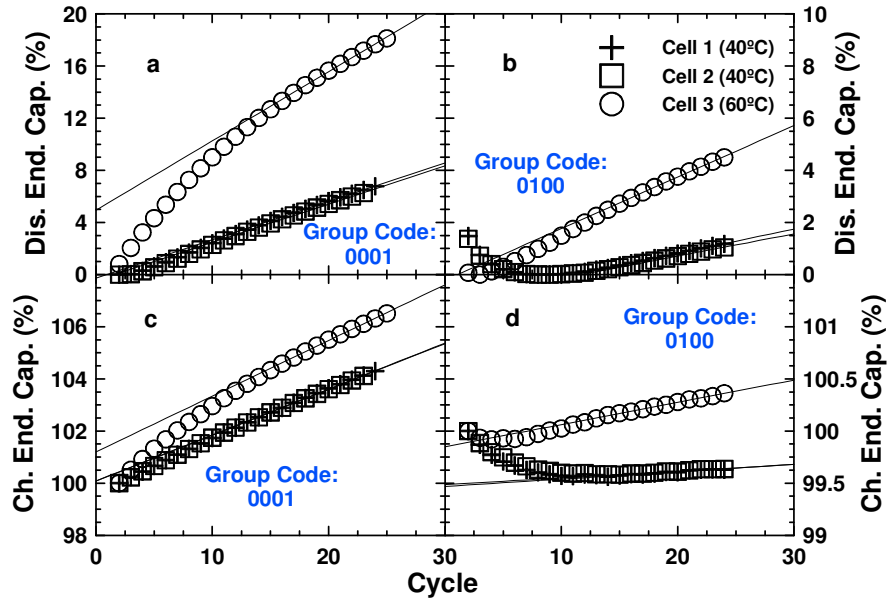 20
16
12
8
4
0
Dis. End. Cap. (%)
a
Group Code:
0001
b
Cell 1 (40ºC)
Cell 2 (40ºC)
Cell 3 (60ºC)
Group Code:
0100
10
8
6
4
2
0
Dis. End. Cap. (%)
106
104
102
100
98
Ch. End. Cap. (%)
c
Group Code:
0001
d
Group Code:
0100
101
100.5
100
99.5
99
Ch. End. Cap. (%)
0
10
20
30
10
20
30
Cycle